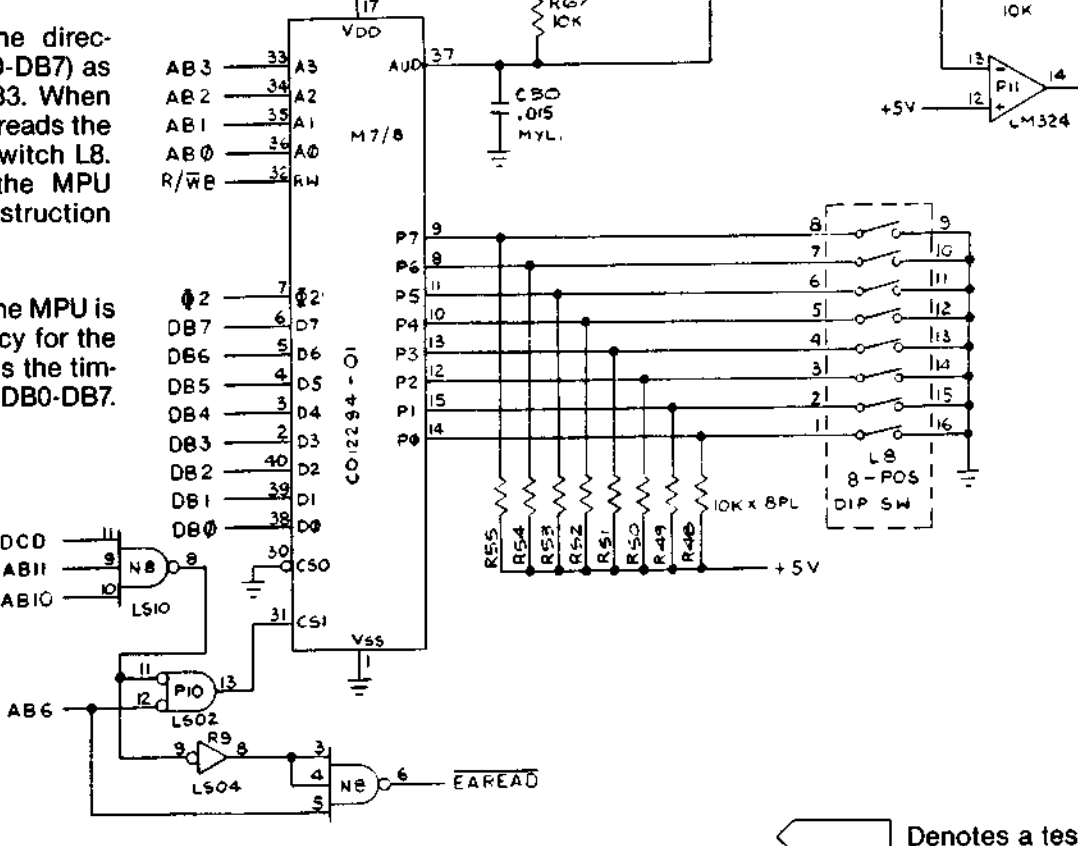 he direc-
0-DB7) as
B3. When
reads the
witch L8.
the MPU
struction
he MPU is
cy for the
s the tim-
DB0-DB7.
17
VDD
R67
10K
10K
AB3 33 A3
AUD 37
AB2 34 A2
AB1 35 A1
ABØ 36 AØ
R/WB 32 RW
M7/8
C80
.015
MYL.
+5V
13 -
12 +
P11
14
LM324
P7 9 8 9
P6 8 7 10
P5 11 6 11
P4 10 5 12
P3 13 4 13
P2 12 3 14
P1 15 2 15
PØ 14 1 16
Φ2 7 Φ2
DB7 6 D7
DB6 5 D6
DB5 4 D5
DB4 3 D4
DB3 2 D3
DB2 40 D2
DB1 39 D1
DBØ 38 DØ
30 CSO
31 CS1
CO12294-01
VSS
1
L8
8-POS
DIP SW
10K x 8PL
R55
R54
R53
R52
R51
R50
R49
R48
+5V
DCD 11
AB11 9 N8 8
AB10 10
LS10
11
12 P10 13
LS02
AB6
R9
9 8
LS04
3
4 N8 6
5
EAREAD
Denotes a tes